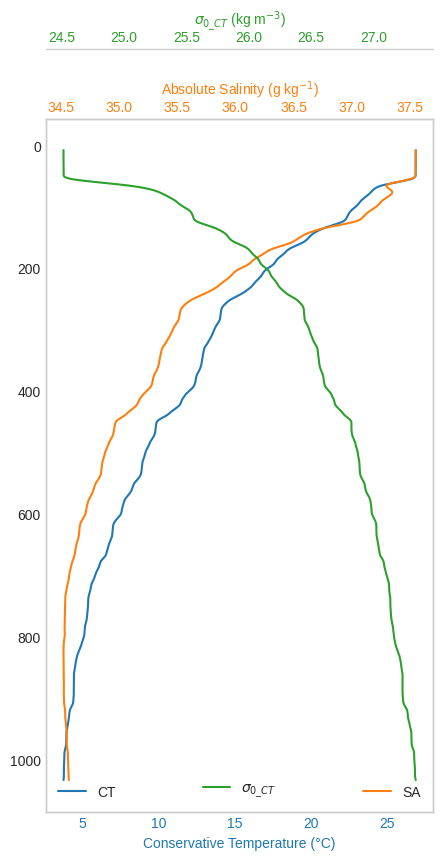 σ₀_CT (kg m⁻³)
24.5 25.0 25.5 26.0 26.5 27.0
Absolute Salinity (g kg⁻¹)
34.5 35.0 35.5 36.0 36.5 37.0 37.5
0
200
400
600
800
1000
CT σ₀_CT SA
5 10 15 20 25
Conservative Temperature (°C)